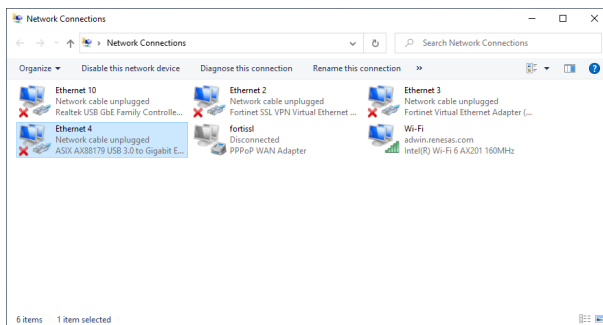 Network Connections
Network Connections
Search Network Connections
Organize
Disable this network device
Diagnose this connection
Rename this connection
»
Ethernet 10
Network cable unplugged
Realtek USB GbE Family Controlle...
Ethernet 2
Network cable unplugged
Fortinet SSL VPN Virtual Ethernet ...
Ethernet 3
Network cable unplugged
Fortinet Virtual Ethernet Adapter (...
Ethernet 4
Network cable unplugged
ASIX AX88179 USB 3.0 to Gigabit E...
fortissl
Disconnected
PPPoP WAN Adapter
Wi-Fi
adwin.renesas.com
Intel(R) Wi-Fi 6 AX201 160MHz
6 items
1 item selected